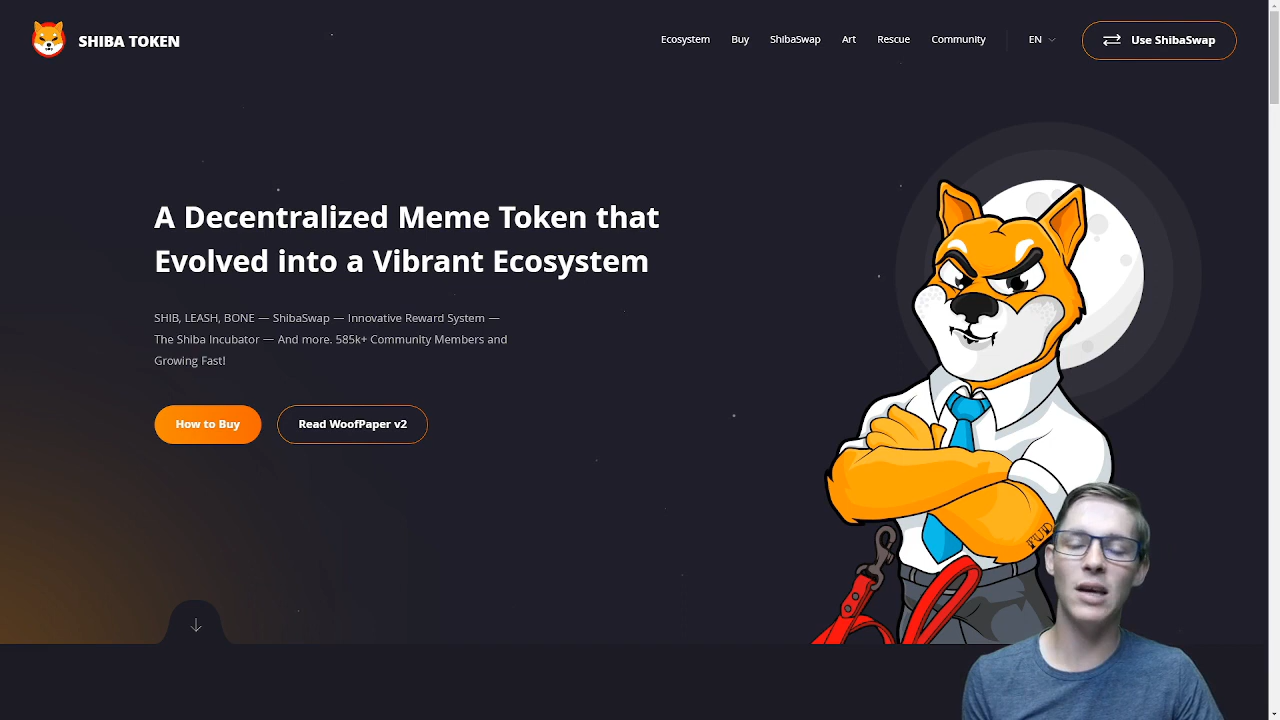 SHIBA TOKEN
Ecosystem
Buy
ShibaSwap
Art
Rescue
Community
EN
Use ShibaSwap
A Decentralized Meme Token that
Evolved into a Vibrant Ecosystem
SHIB, LEASH, BONE — ShibaSwap — Innovative Reward System —
The Shiba Incubator — And more. 585k+ Community Members and
Growing Fast!
How to Buy
Read WoofPaper v2
FUD